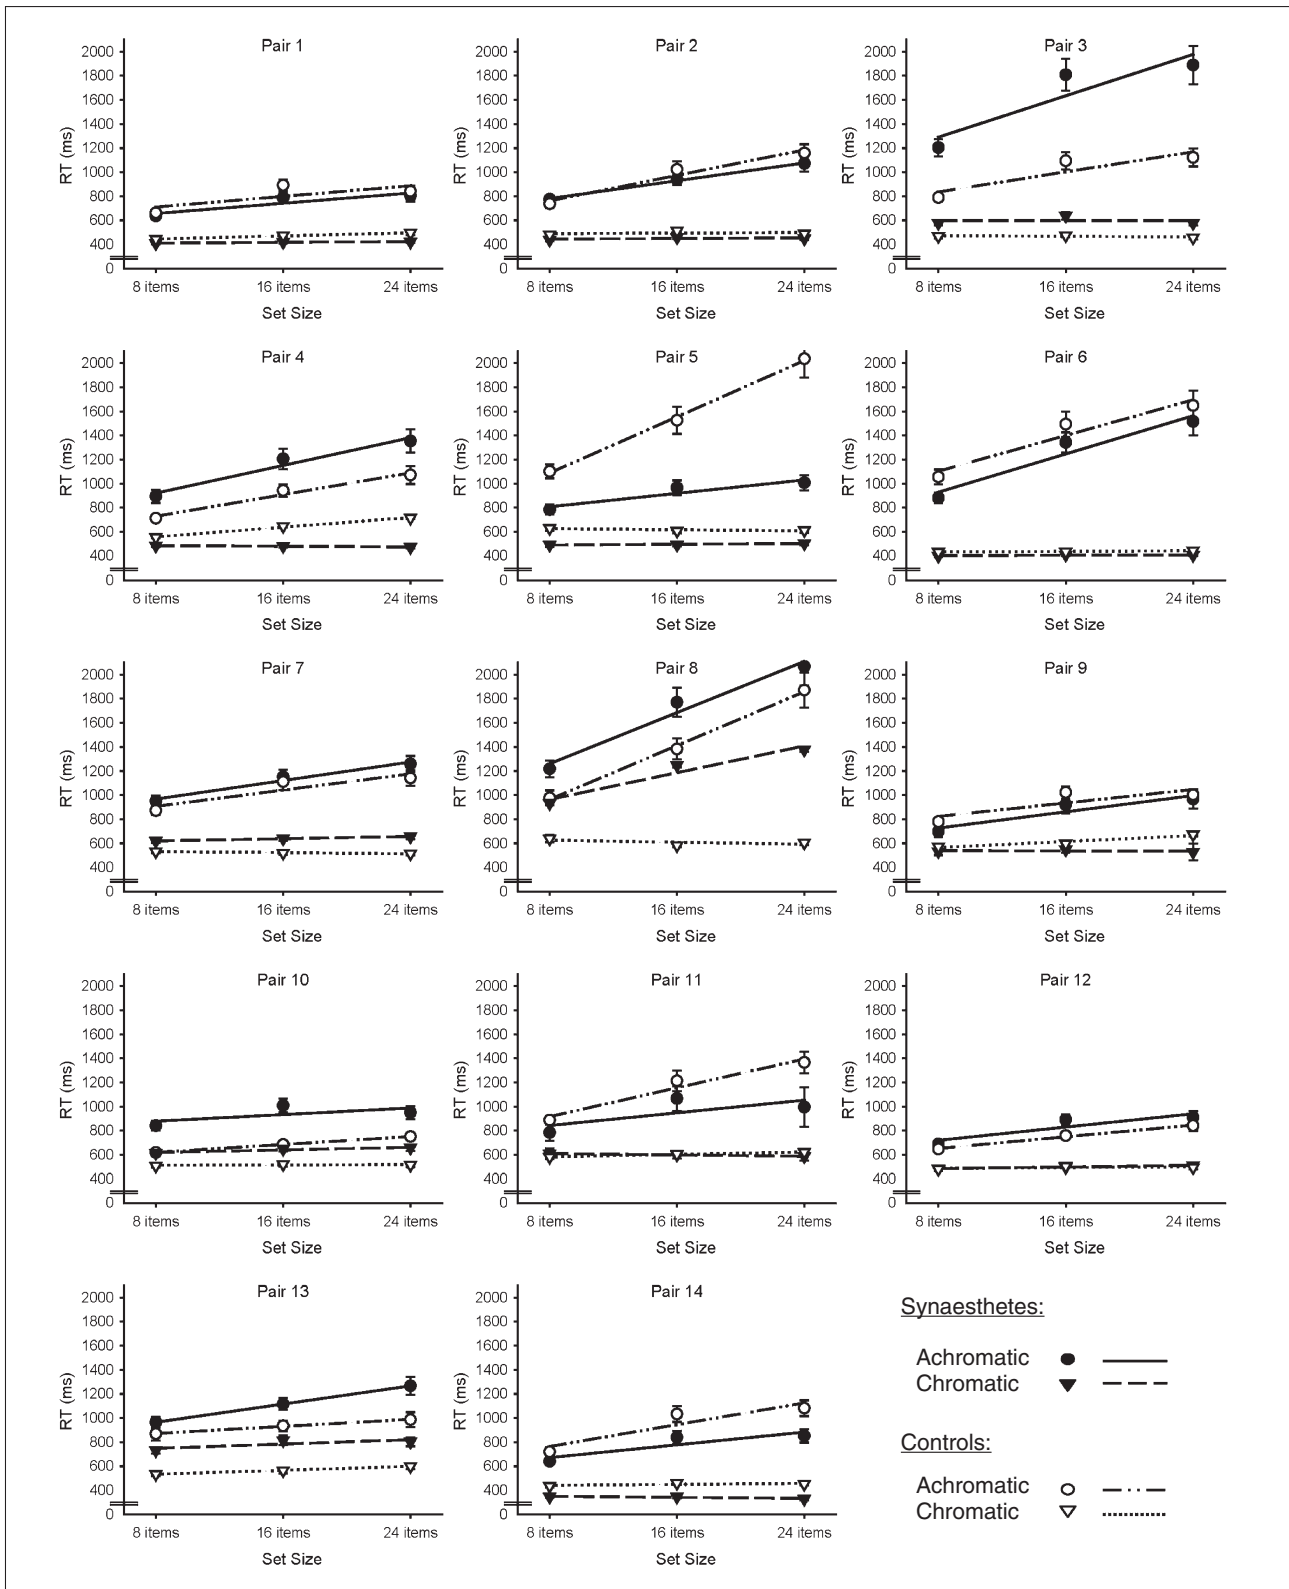 Pair 1
2000
1800
1600
1400
1200
1000
800
600
400
0
RT (ms)
8 items 16 items 24 items
Set Size
Pair 2
2000
1800
1600
1400
1200
1000
800
600
400
0
RT (ms)
8 items 16 items 24 items
Set Size
Pair 3
2000
1800
1600
1400
1200
1000
800
600
400
0
RT (ms)
8 items 16 items 24 items
Set Size
Pair 4
2000
1800
1600
1400
1200
1000
800
600
400
0
RT (ms)
8 items 16 items 24 items
Set Size
Pair 5
2000
1800
1600
1400
1200
1000
800
600
400
0
RT (ms)
8 items 16 items 24 items
Set Size
Pair 6
2000
1800
1600
1400
1200
1000
800
600
400
0
RT (ms)
8 items 16 items 24 items
Set Size
Pair 7
2000
1800
1600
1400
1200
1000
800
600
400
0
RT (ms)
8 items 16 items 24 items
Set Size
Pair 8
2000
1800
1600
1400
1200
1000
800
600
400
0
RT (ms)
8 items 16 items 24 items
Set Size
Pair 9
2000
1800
1600
1400
1200
1000
800
600
400
0
RT (ms)
8 items 16 items 24 items
Set Size
Pair 10
2000
1800
1600
1400
1200
1000
800
600
400
0
RT (ms)
8 items 16 items 24 items
Set Size
Pair 11
2000
1800
1600
1400
1200
1000
800
600
400
0
RT (ms)
8 items 16 items 24 items
Set Size
Pair 12
2000
1800
1600
1400
1200
1000
800
600
400
0
RT (ms)
8 items 16 items 24 items
Set Size
Pair 13
2000
1800
1600
1400
1200
1000
800
600
400
0
RT (ms)
8 items 16 items 24 items
Set Size
Pair 14
2000
1800
1600
1400
1200
1000
800
600
400
0
RT (ms)
8 items 16 items 24 items
Set Size
Synaesthetes:
Achromatic
Chromatic
Controls:
Achromatic
Chromatic